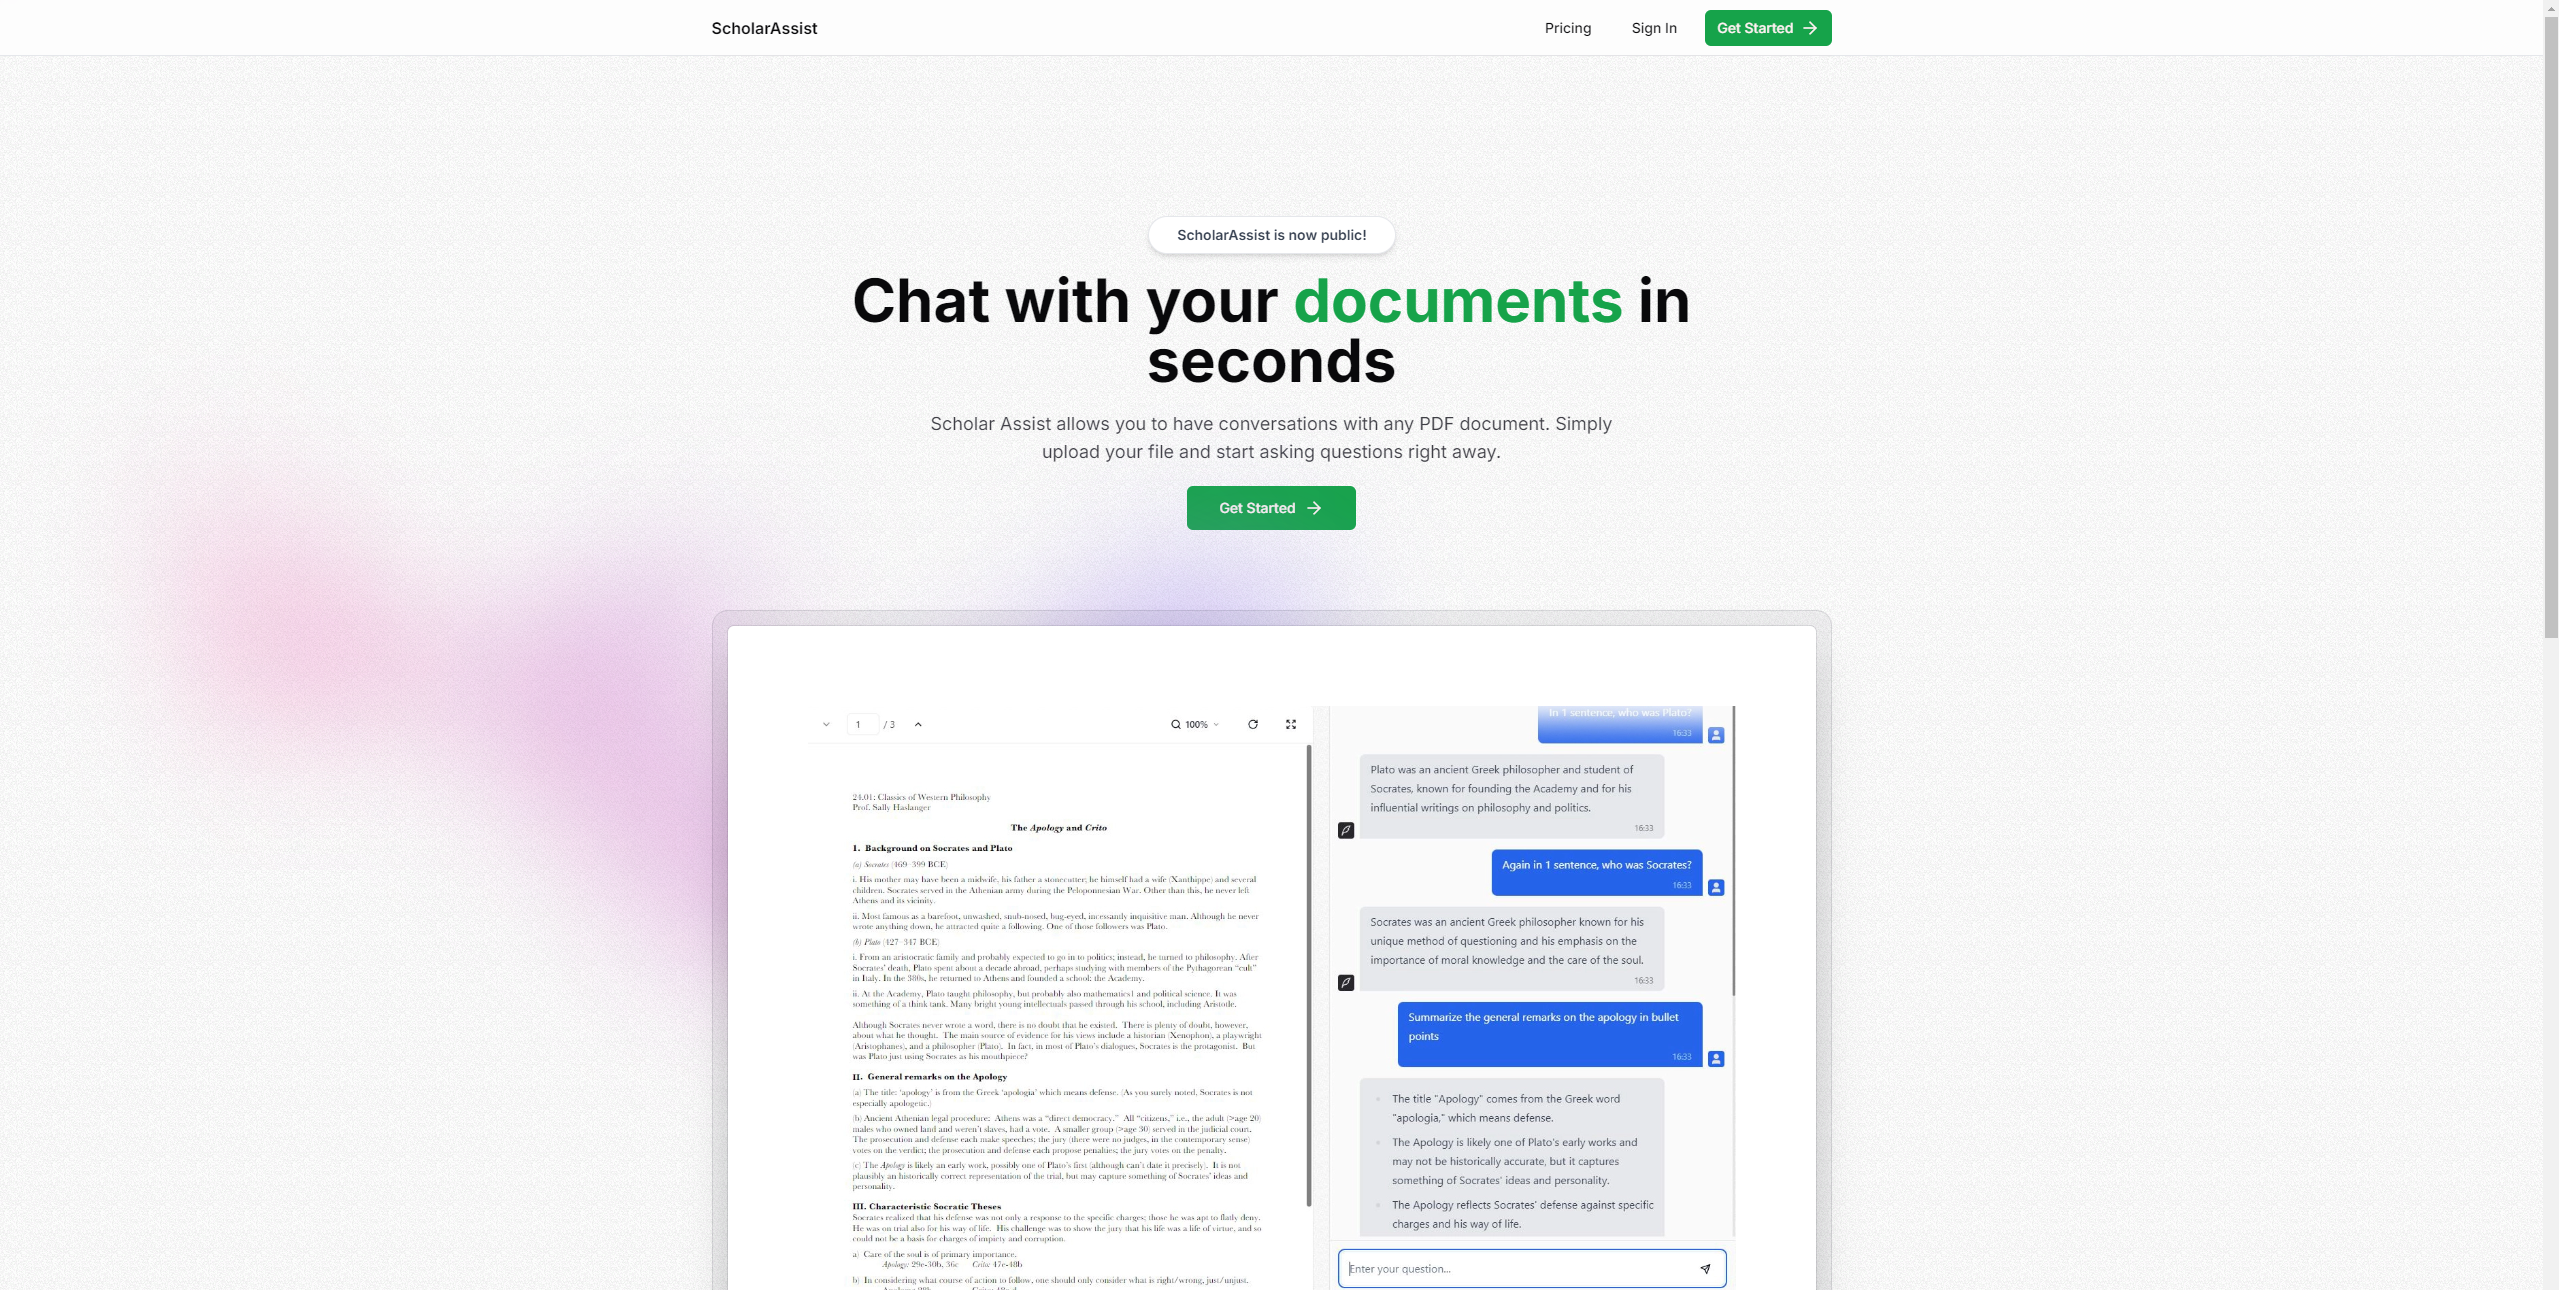 ScholarAssist
Pricing
Sign In
Get Started
ScholarAssist is now public!
Chat with your documents in
seconds
Scholar Assist allows you to have conversations with any PDF document. Simply
upload your file and start asking questions right away.
Get Started
1
/ 3
100%
24.01: Classics of Western Philosophy
Prof. Sally Haslanger
The Apology and Crito
I. Background on Socrates and Plato
(a) Socrates (469–399 BCE)
i. His mother may have been a midwife, his father a stonecutter; he himself had a wife (Xanthippe) and several
children. Socrates served in the Athenian army during the Peloponnesian War. Other than this, he never left
Athens and its vicinity.
ii. Most famous as a barefoot, unwashed, snub-nosed, bug-eyed, incessantly inquisitive man. Although he never
wrote anything down, he attracted quite a following. One of those followers was Plato.
(b) Plato (427–347 BCE)
i. From an aristocratic family and probably expected to go in to politics; instead, he turned to philosophy. After
Socrates' death, Plato spent about a decade abroad, perhaps studying with members of the Pythagorean "cult"
in Italy. In the 380s, he returned to Athens and founded a school: the Academy.
ii. At the Academy, Plato taught philosophy, but probably also mathematics1 and political science. It was
something of a think tank. Many bright young intellectuals passed through his school, including Aristotle.
Although Socrates never wrote a word, there is no doubt that he existed. There is plenty of doubt, however,
about what he thought. The main source of evidence for his views include a historian (Xenophon), a playwright
(Aristophanes), and a philosopher (Plato). In fact, in most of Plato's dialogues, Socrates is the protagonist. But
was Plato just using Socrates as his mouthpiece?
II. General remarks on the Apology
(a) The title: 'apology' is from the Greek 'apologia' which means defense. (As you surely noted, Socrates is not
especially apologetic.)
(b) Ancient Athenian legal procedure: Athens was a "direct democracy." All "citizens," i.e., the adult (>age 20)
males who owned land and weren't slaves, had a vote. A smaller group (>age 30) served in the judicial court.
The prosecution and defense each make speeches; the jury (there were no judges, in the contemporary sense)
votes on the verdict; the prosecution and defense each propose penalties; the jury votes on the penalty.
(c) The Apology is likely an early work, possibly one of Plato's first (although can't date it precisely). It is not
plausibly an historically correct representation of the trial, but may capture something of Socrates' ideas and
personality.
III. Characteristic Socratic Theses
Socrates realized that his defense was not only a response to the specific charges; those he was apt to flatly deny.
He was on trial also for his way of life. His challenge was to show the jury that his life was a life of virtue, and so
could not be a basis for charges of impiety and corruption.
a) Care of the soul is of primary importance.
Apology: 29e-30b, 36c Crito: 47e-48b
b) In considering what course of action to follow, one should only consider what is right/wrong, just/unjust.
In 1 sentence, who was Plato?
16:33
Plato was an ancient Greek philosopher and student of
Socrates, known for founding the Academy and for his
influential writings on philosophy and politics.
16:33
Again in 1 sentence, who was Socrates?
16:33
Socrates was an ancient Greek philosopher known for his
unique method of questioning and his emphasis on the
importance of moral knowledge and the care of the soul.
16:33
Summarize the general remarks on the apology in bullet
points
16:33
The title "Apology" comes from the Greek word
"apologia," which means defense.
The Apology is likely one of Plato's early works and
may not be historically accurate, but it captures
something of Socrates' ideas and personality.
The Apology reflects Socrates' defense against specific
charges and his way of life.
Enter your question...